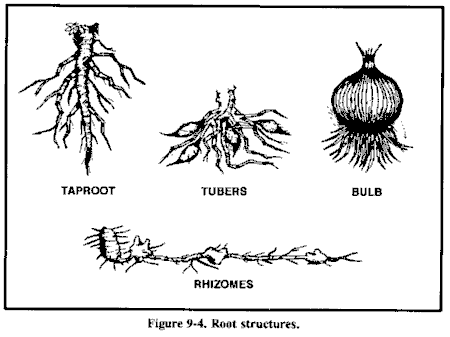 TAPROOT
TUBERS
BULB
RHIZOMES
Figure 9-4. Root structures.